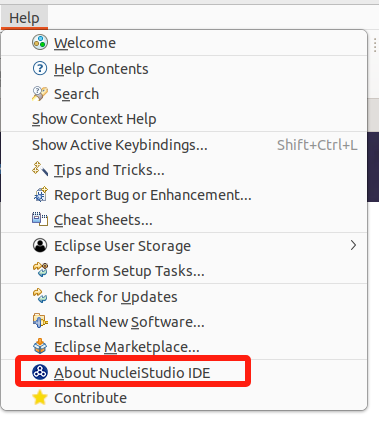 Help
Welcome
Help Contents
Search
Show Context Help
Show Active Keybindings... Shift+Ctrl+L
Tips and Tricks...
Report Bug or Enhancement...
Cheat Sheets...
Eclipse User Storage
Perform Setup Tasks...
Check for Updates
Install New Software...
Eclipse Marketplace...
About NucleiStudio IDE
Contribute